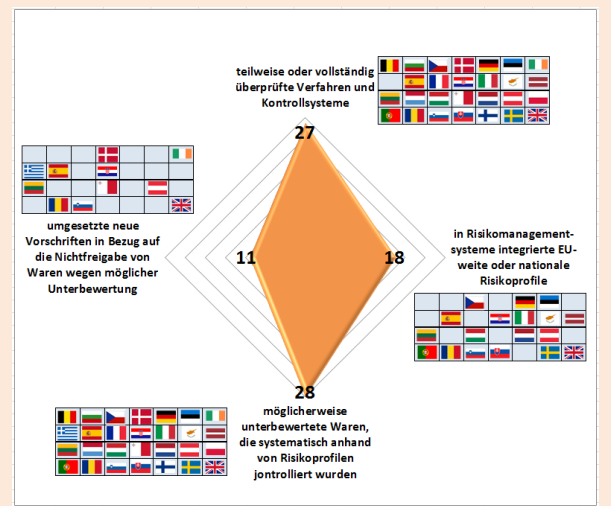 teilweise oder vollständig
überprüfte Verfahren und
Kontrollsysteme
27
umgesetzte neue
Vorschriften in Bezug auf
die Nichtfreigabe von
Waren wegen möglicher
Unterbewertung
11
18
in Risikomanagement-
systeme integrierte EU-
weite oder nationale
Risikoprofile
28
möglicherweise
unterbewertete Waren,
die systematisch anhand
von Risikoprofilen
jontrolliert wurden